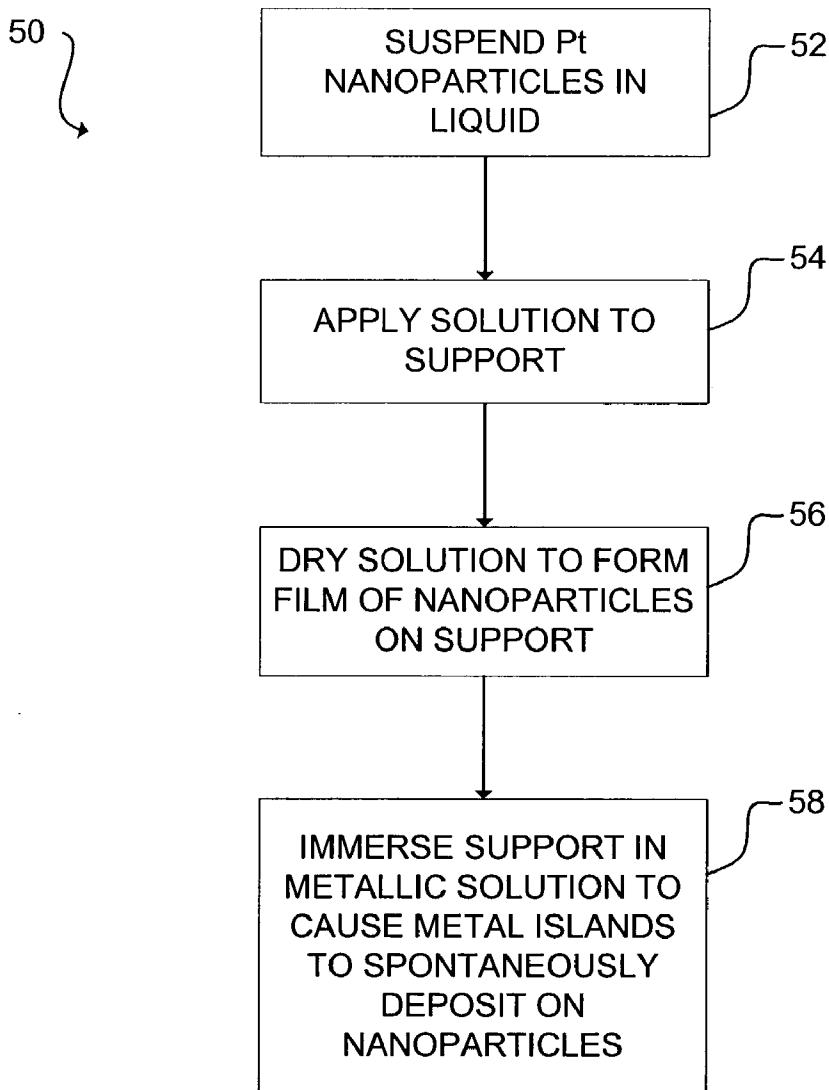 50
SUSPEND Pt
NANOPARTICLES IN
LIQUID
52
APPLY SOLUTION TO
SUPPORT
54
DRY SOLUTION TO FORM
FILM OF NANOPARTICLES
ON SUPPORT
56
IMMERSE SUPPORT IN
METALLIC SOLUTION TO
CAUSE METAL ISLANDS
TO SPONTANEOUSLY
DEPOSIT ON
NANOPARTICLES
58